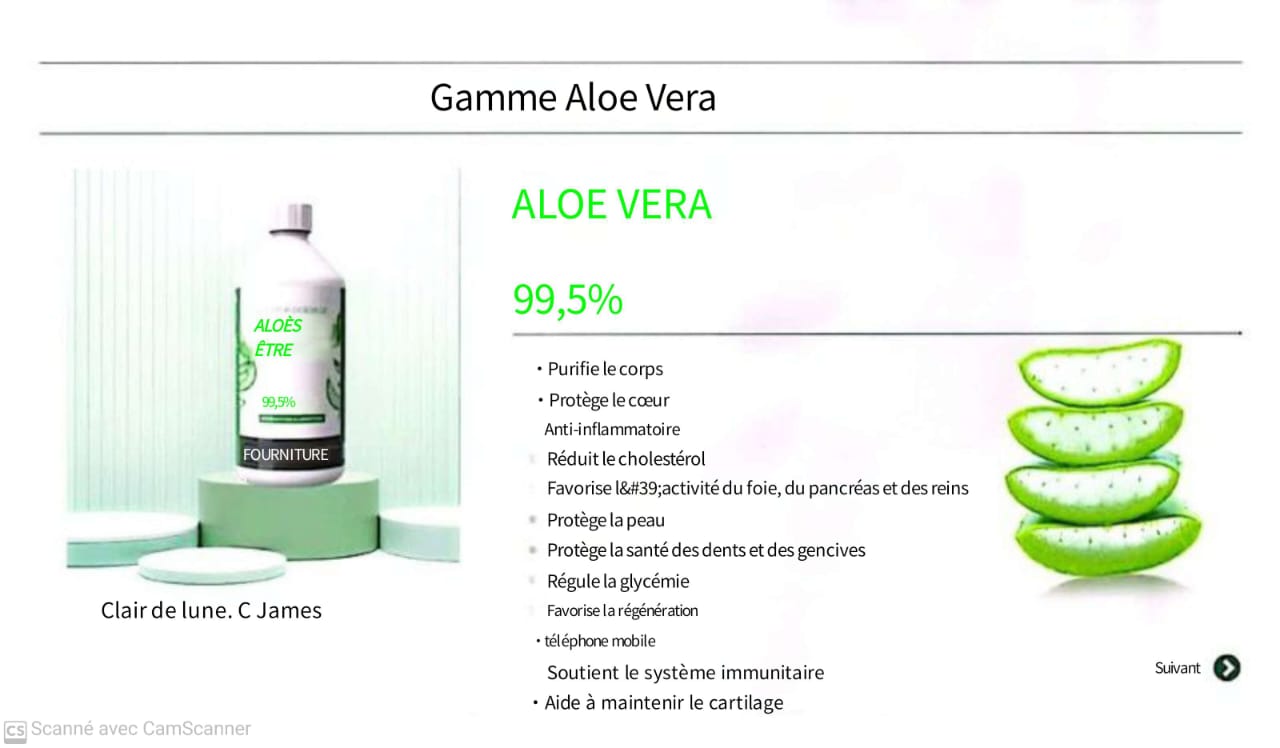 Gamme Aloe Vera
ALOE VERA
99,5%
ALOÈS
ÊTRE
99,5%
FOURNITURE
Clair de lune. C James
• Purifie le corps
• Protège le cœur
Anti-inflammatoire
Réduit le cholestérol
Favorise l&#39;activité du foie, du pancréas et des reins
Protège la peau
Protège la santé des dents et des gencives
Régule la glycémie
Favorise la régénération
• téléphone mobile
Soutient le système immunitaire
• Aide à maintenir le cartilage
Suivant
CS Scanné avec CamScanner